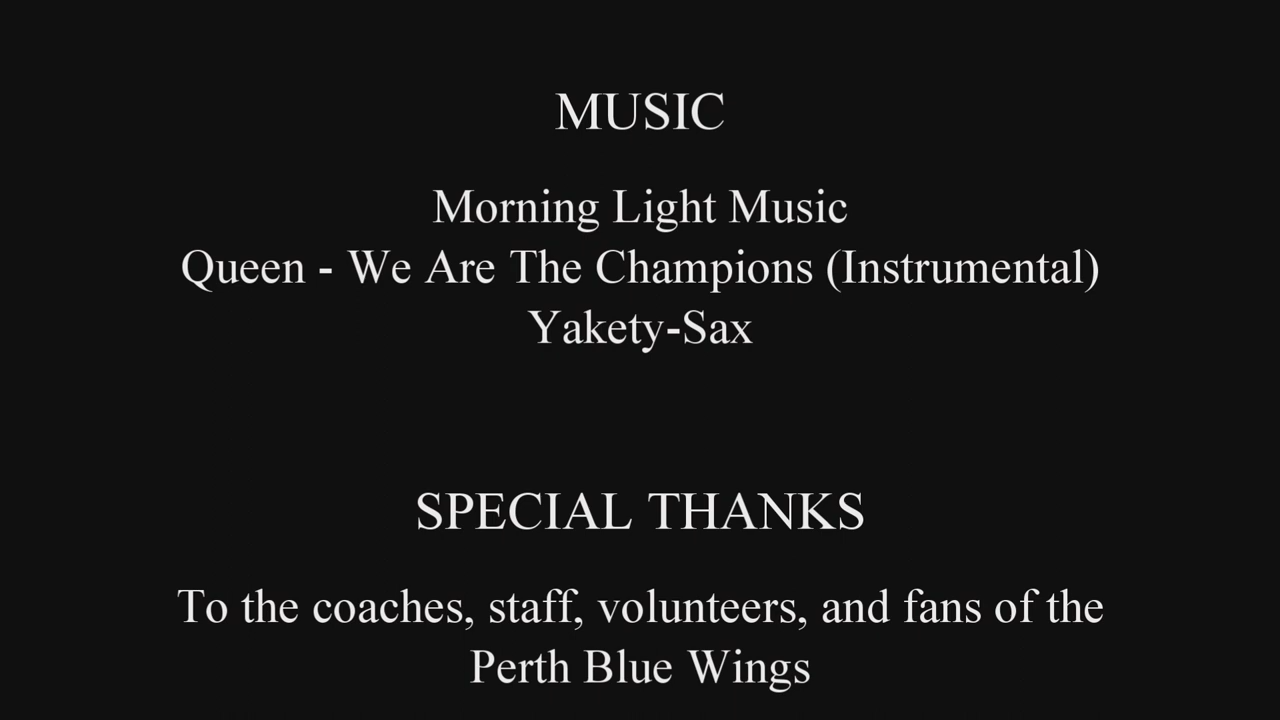 MUSIC
Morning Light Music
Queen - We Are The Champions (Instrumental)
Yakety-Sax
SPECIAL THANKS
To the coaches, staff, volunteers, and fans of the
Perth Blue Wings